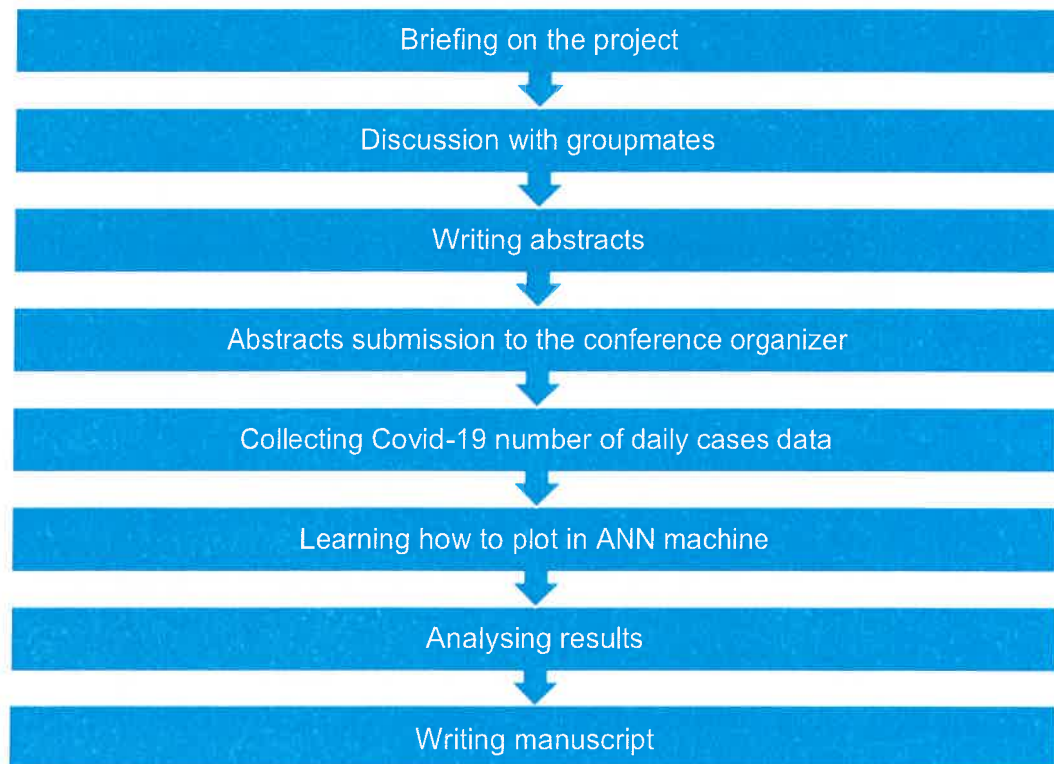 Briefing on the project
Discussion with groupmates
Writing abstracts
Abstracts submission to the conference organizer
Collecting Covid-19 number of daily cases data
Learning how to plot in ANN machine
Analysing results
Writing manuscript